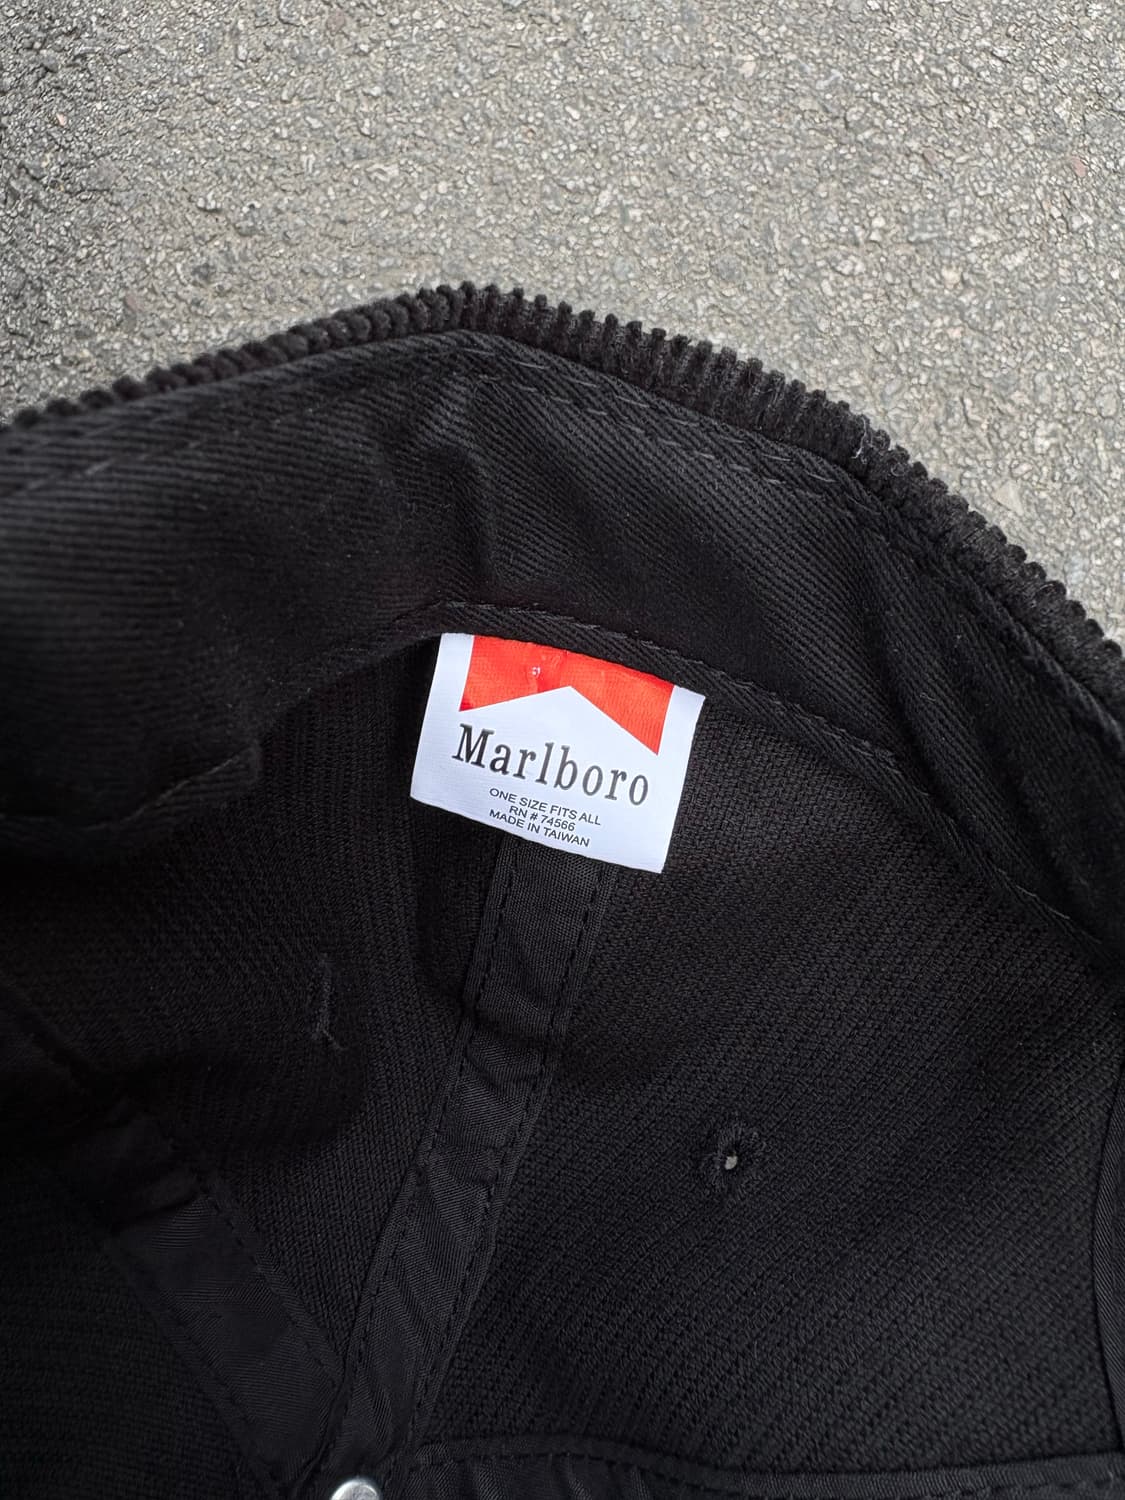 Marlboro
ONE SIZE FITS ALL
RN # 74566
MADE IN TAIWAN